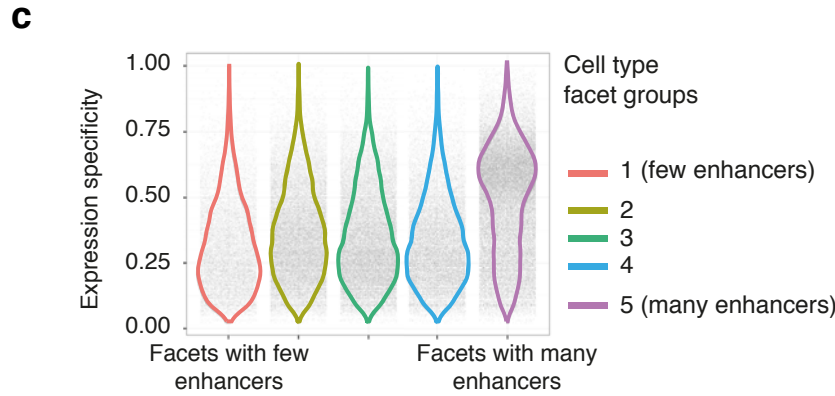 c
1.00
0.75
0.50
0.25
0.00
Expression specificity
Facets with few
enhancers
Facets with many
enhancers
Cell type
facet groups
1 (few enhancers)
2
3
4
5 (many enhancers)